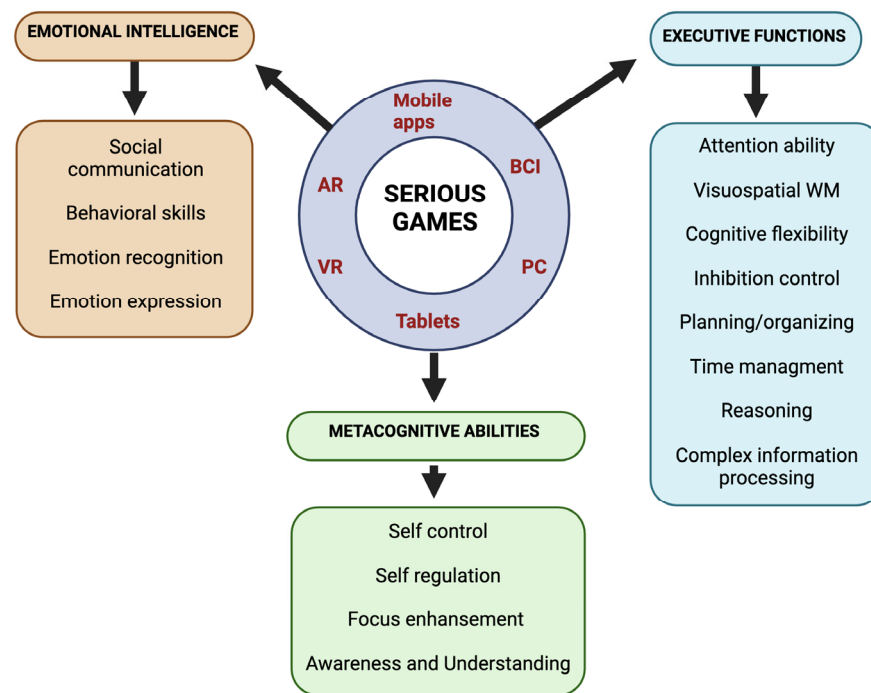 EMOTIONAL INTELLIGENCE
Social
communication
Behavioral skills
Emotion recognition
Emotion expression
Mobile
apps
AR
BCI
SERIOUS
GAMES
VR
PC
Tablets
EXECUTIVE FUNCTIONS
Attention ability
Visuospatial WM
Cognitive flexibility
Inhibition control
Planning/organizing
Time managment
Reasoning
Complex information
processing
METACOGNITIVE ABILITIES
Self control
Self regulation
Focus enhansement
Awareness and Understanding